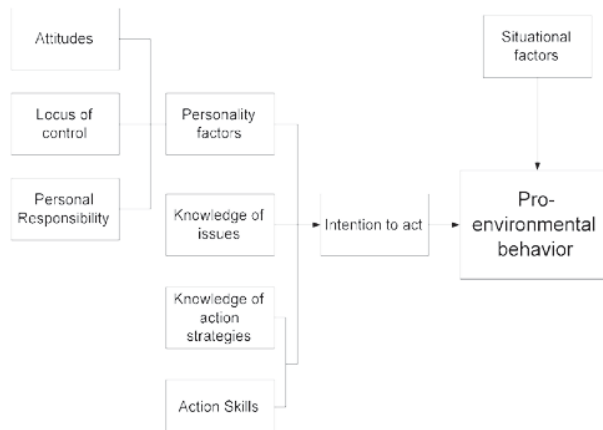 Attitudes
Situational
factors
Locus of
control
Personality
factors
Personal
Responsibility
Knowledge of
issues
Intention to act
Pro-
environmental
behavior
Knowledge of
action
strategies
Action Skills